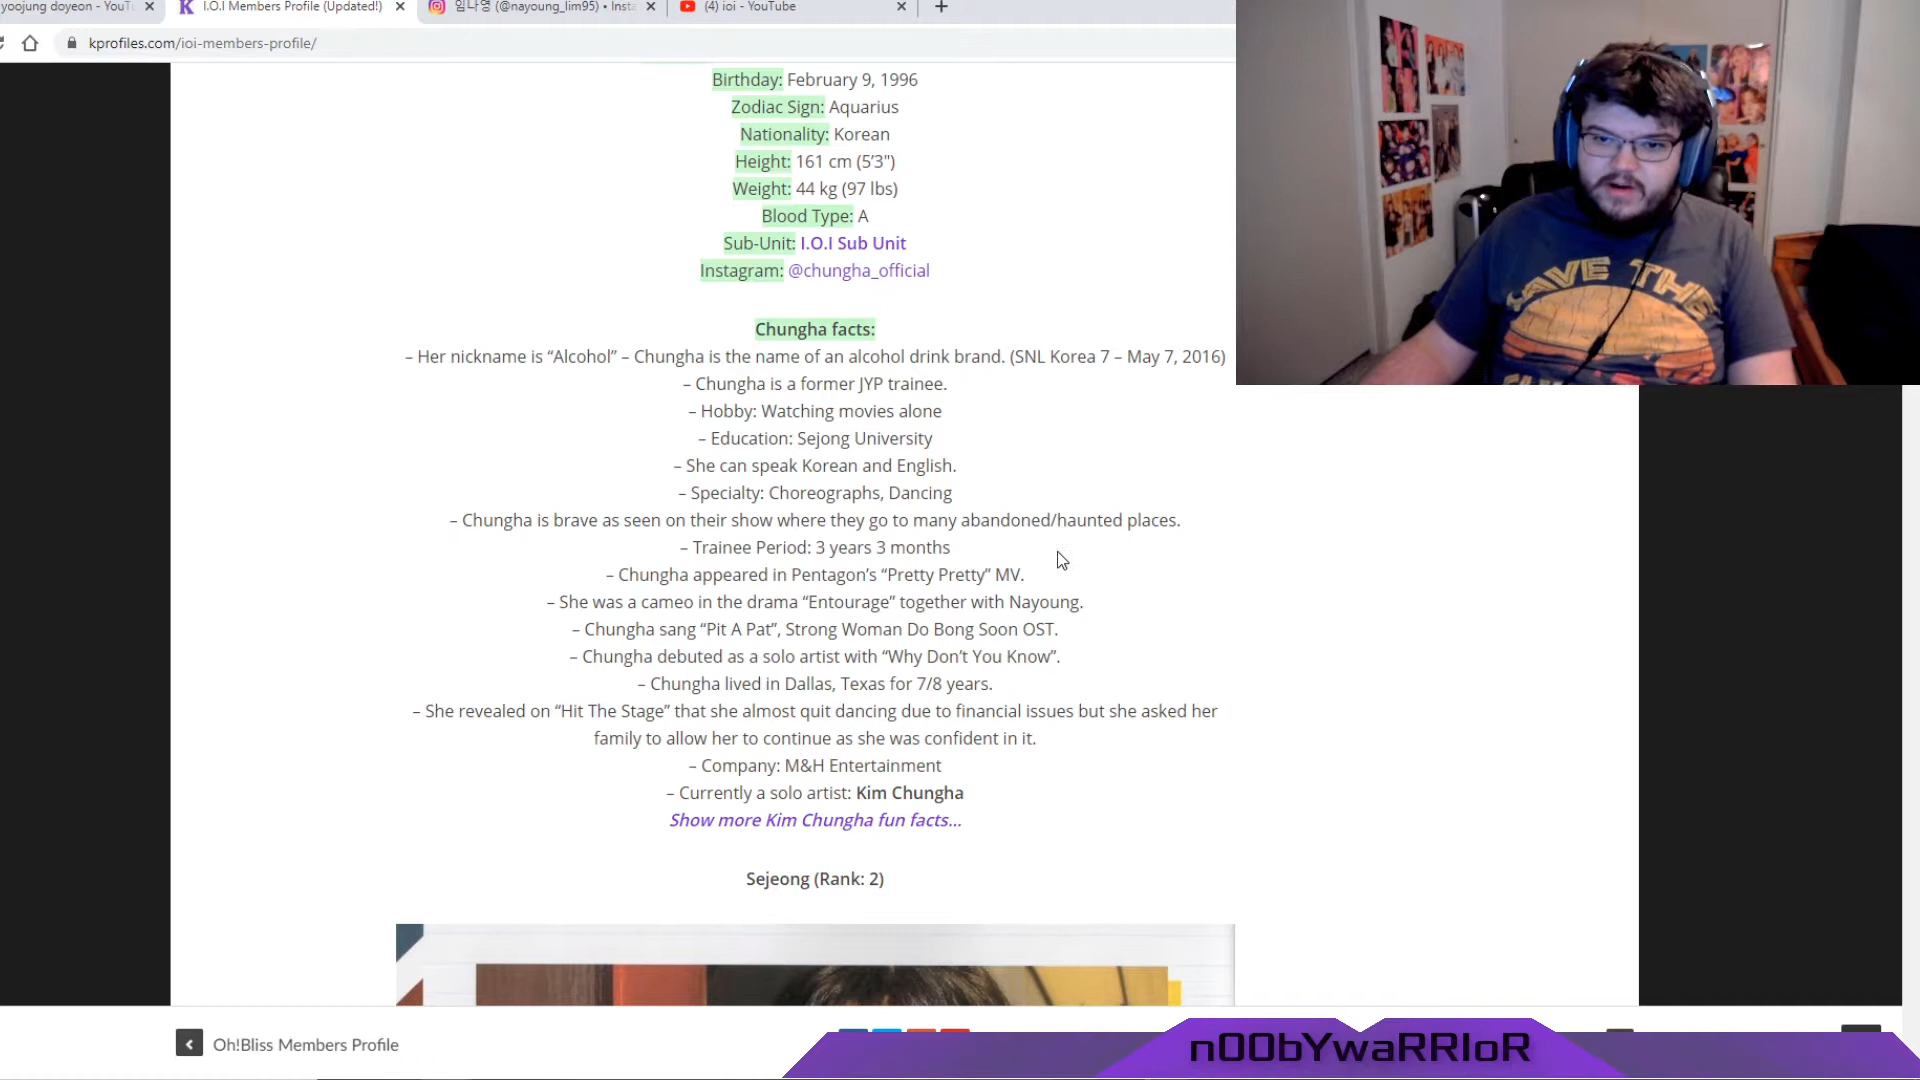 yoojung doyeon - YouT
I.O.I Members Profile (Updated!)
임나영 (@nayoung_lim95) • Insta
(4) ioi - YouTube
kprofiles.com/ioi-members-profile/
Birthday: February 9, 1996
Zodiac Sign: Aquarius
Nationality: Korean
Height: 161 cm (5'3")
Weight: 44 kg (97 lbs)
Blood Type: A
Sub-Unit: I.O.I Sub Unit
Instagram: @chungha_official
Chungha facts:
– Her nickname is “Alcohol” – Chungha is the name of an alcohol drink brand. (SNL Korea 7 – May 7, 2016)
– Chungha is a former JYP trainee.
– Hobby: Watching movies alone
– Education: Sejong University
– She can speak Korean and English.
– Specialty: Choreographs, Dancing
– Chungha is brave as seen on their show where they go to many abandoned/haunted places.
– Trainee Period: 3 years 3 months
– Chungha appeared in Pentagon’s “Pretty Pretty” MV.
– She was a cameo in the drama “Entourage” together with Nayoung.
– Chungha sang “Pit A Pat”, Strong Woman Do Bong Soon OST.
– Chungha debuted as a solo artist with “Why Don’t You Know”.
– Chungha lived in Dallas, Texas for 7/8 years.
– She revealed on “Hit The Stage” that she almost quit dancing due to financial issues but she asked her
family to allow her to continue as she was confident in it.
– Company: M&H Entertainment
– Currently a solo artist: Kim Chungha
Show more Kim Chungha fun facts...
Sejeong (Rank: 2)
Oh!Bliss Members Profile
n00bYwaRRIoR
SAVE THE